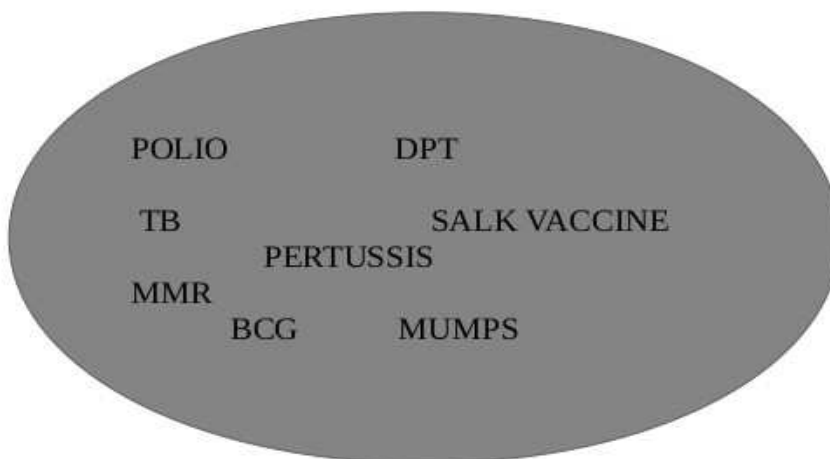 POLIO DPT
TB SALK VACCINE
PERTUSSIS
MMR
BCG MUMPS